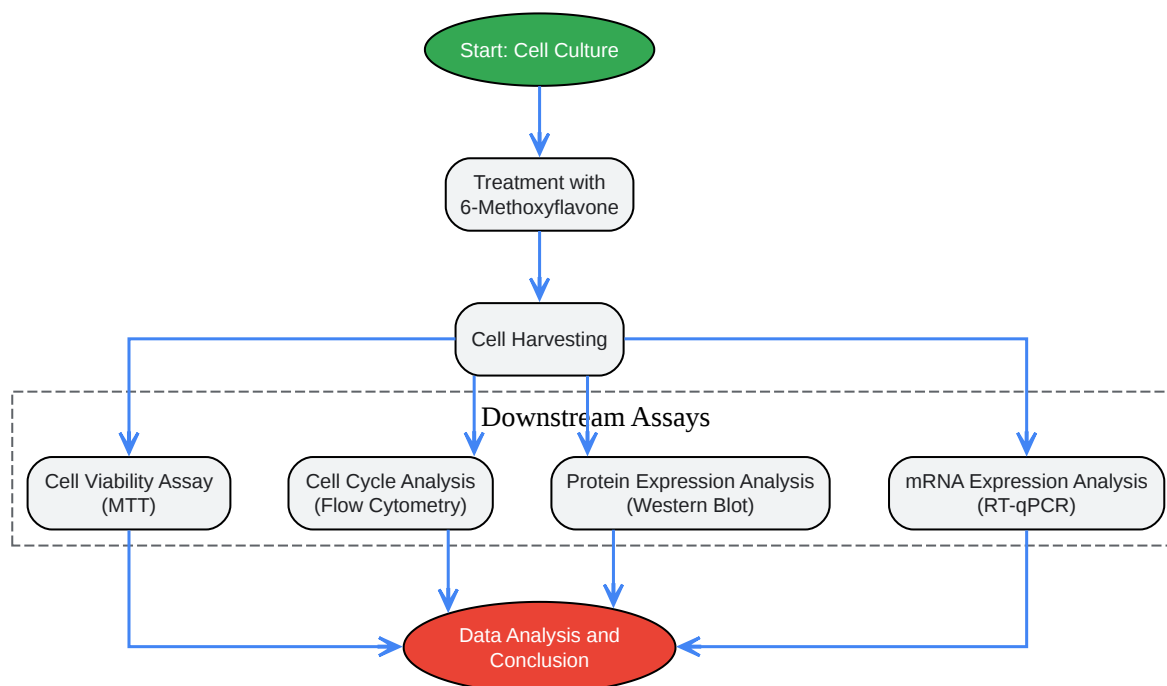 Start: Cell Culture
Treatment with
6-Methoxyflavone
Cell Harvesting
Downstream Assays
Cell Viability Assay
(MTT)
Cell Cycle Analysis
(Flow Cytometry)
Protein Expression Analysis
(Western Blot)
mRNA Expression Analysis
(RT-qPCR)
Data Analysis and
Conclusion